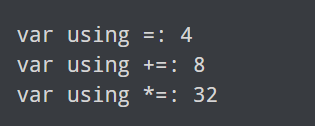 var using =: 4
var using +=: 8
var using *=: 32